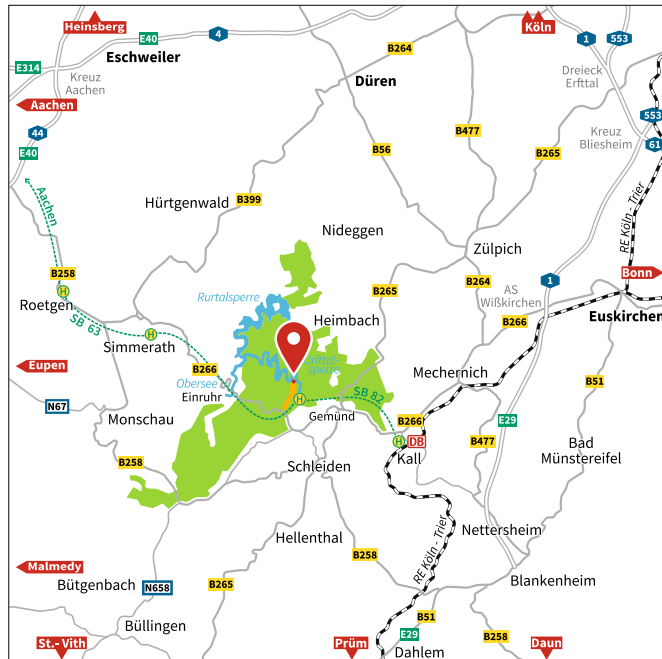 Heinsberg
E40
4
Köln
1
553
Eschweiler
B264
E314
Kreuz
Aachen
Düren
Dreieck
Erfttal
Aachen
44
E40
B477
B56
B265
553
Kreuz
Bliesheim
61
Aachen
Hürtgenwald
B399
Nideggen
RE Köln - Trier
Zülpich
B258
Roetgen
H
Rurtalsperre
B265
B264
AS
Wißkirchen
1
Bonn
SB 63
H
Simmerath
Heimbach
B266
Euskirchen
Eupen
B266
Urfttal-
sperre
Mechernich
Obersee
Einruhr
B51
N67
Monschau
H
SB 82
Gemünd
B266
E29
H
DB
Kall
B477
Bad
Münstereifel
B258
Schleiden
Nettersheim
Hellenthal
B258
RE Köln - Trier
Malmedy
Bütgenbach
N658
B265
Blankenheim
Büllingen
B51
E29
B258
St.- Vith
Prüm
Dahlem
Daun